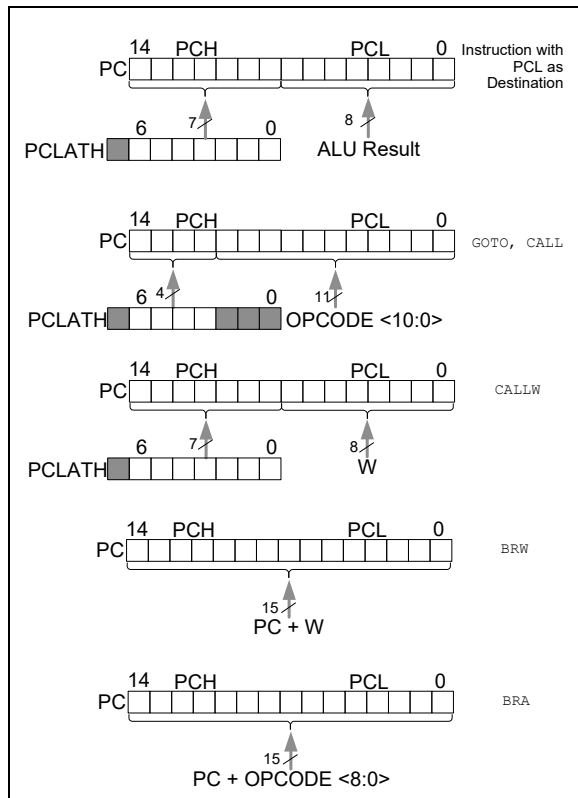 14 PCH PCL 0
PC
Instruction with
PCL as
Destination
7 8
6 0
PCLATH
ALU Result
14 PCH PCL 0
PC
GOTO, CALL
4 11
6 0
PCLATH
OPCODE <10:0>
14 PCH PCL 0
PC
CALLW
7 8
6 0
PCLATH
W
14 PCH PCL 0
PC
BRW
15
PC + W
14 PCH PCL 0
PC
BRA
15
PC + OPCODE <8:0>